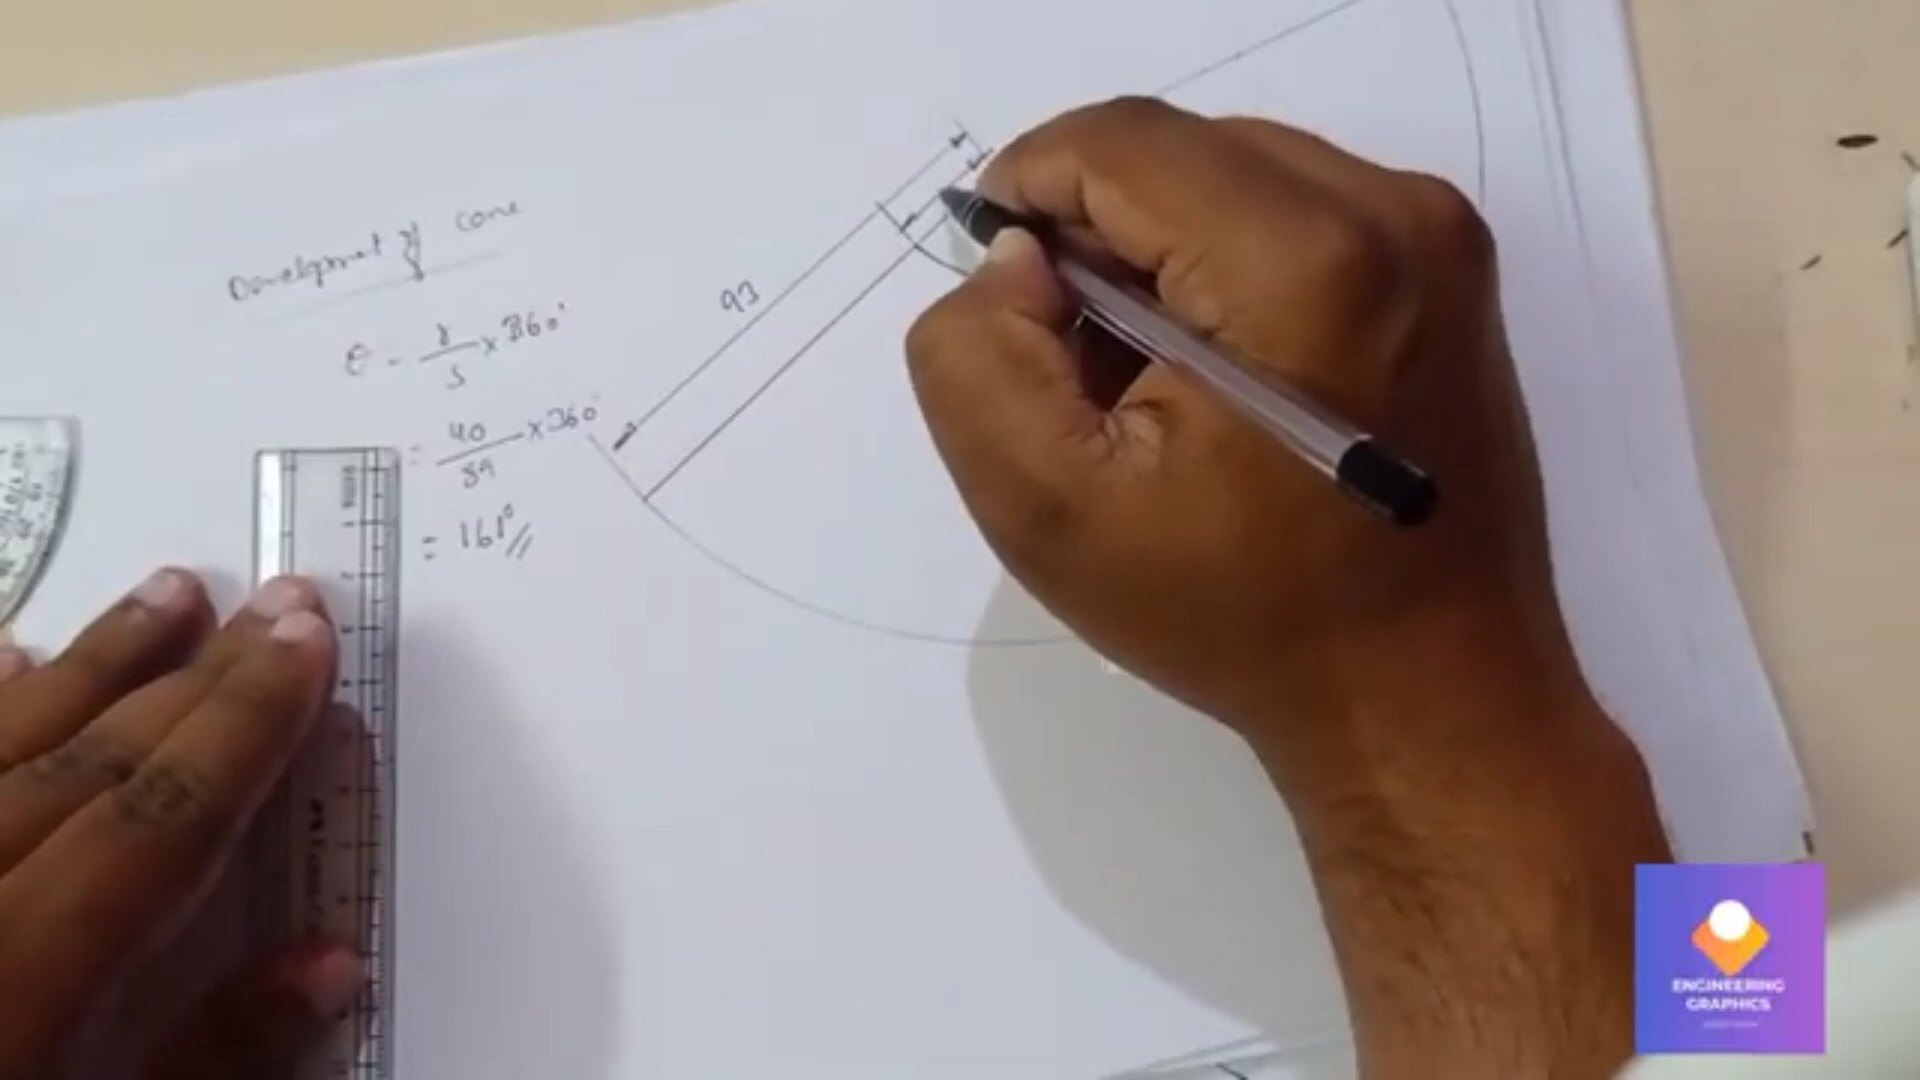 Development of cone
θ = r/s × 360°
= 40/89 × 360°
= 161°
93
ENGINEERING
GRAPHICS